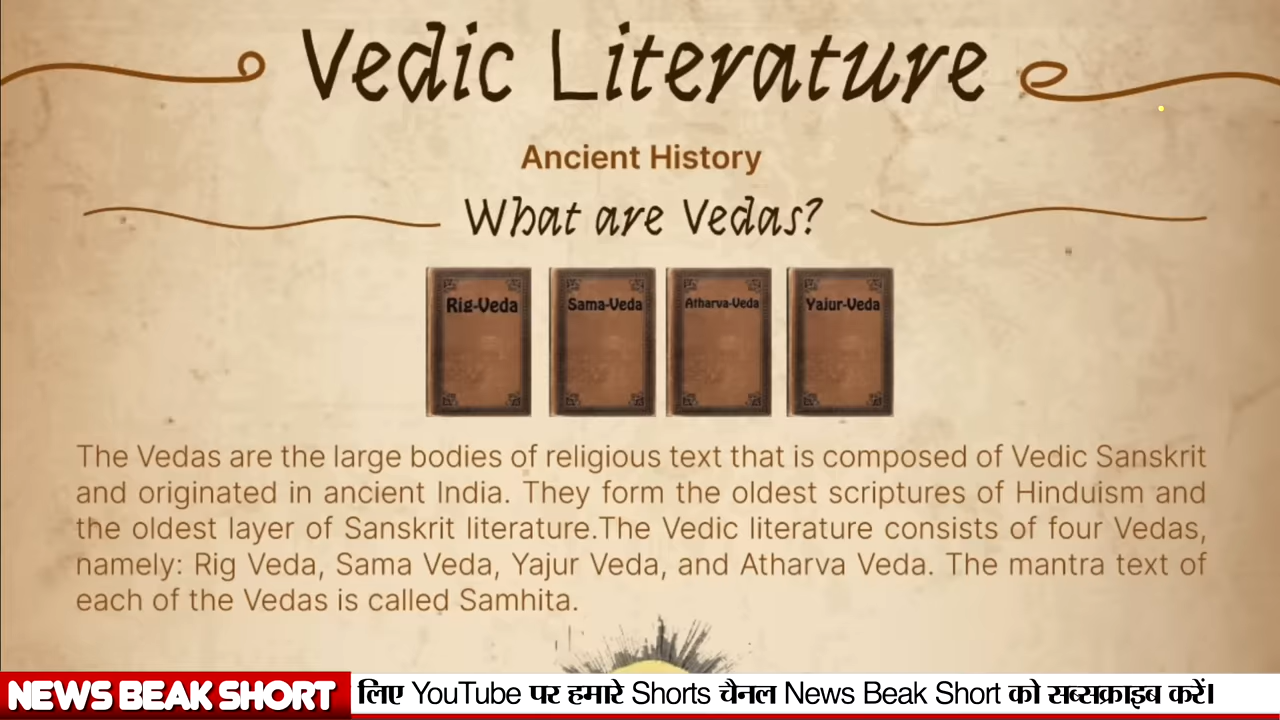 Vedic Literature
Ancient History
What are Vedas?
Rig-Veda
Sama-Veda
Atharva-Veda
Yajur-Veda
The Vedas are the large bodies of religious text that is composed of Vedic Sanskrit
and originated in ancient India. They form the oldest scriptures of Hinduism and
the oldest layer of Sanskrit literature.The Vedic literature consists of four Vedas,
namely: Rig Veda, Sama Veda, Yajur Veda, and Atharva Veda. The mantra text of
each of the Vedas is called Samhita.
NEWS BEAK SHORT
लिए YouTube पर हमारे Shorts चैनल News Beak Short को सब्सक्राइब करें।